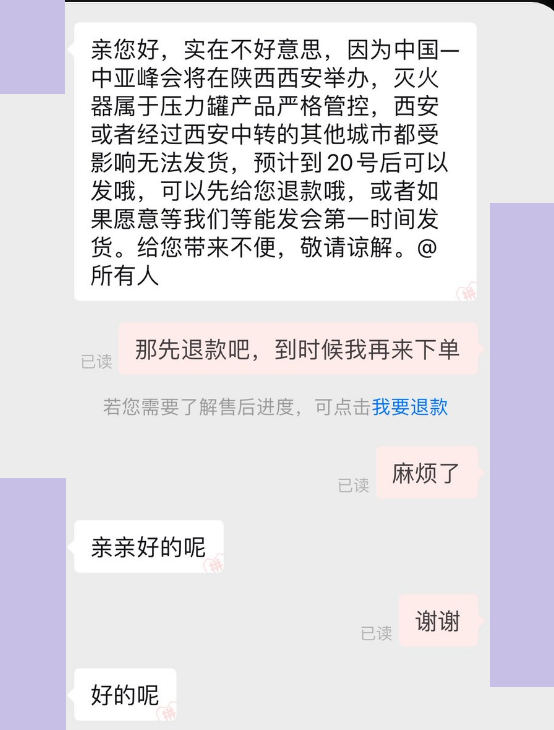 亲您好，实在不好意思，因为中国一
中亚峰会将在陕西西安举办，灭火
器属于压力罐产品严格管控，西安
或者经过西安中转的其他城市都受
影响无法发货，预计到20号后可以
发哦，可以先给您退款哦，或者如
果愿意等我们等能发会第一时间发
货。给您带来不便，敬请谅解。@
所有人
拼
已读
那先退款吧，到时候我再来下单
若您需要了解售后进度，可点击我要退款
已读
麻烦了
亲亲好的呢
拼
已读
谢谢
好的呢
拼